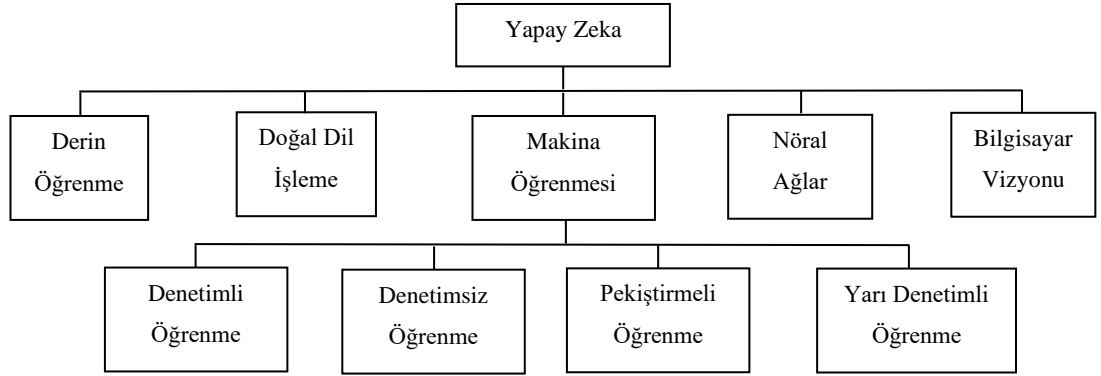 Yapay Zeka
Derin
Öğrenme
Doğal Dil
İşleme
Makina
Öğrenmesi
Nöral
Ağlar
Bilgisayar
Vizyonu
Denetimli
Öğrenme
Denetimsiz
Öğrenme
Pekiştirmeli
Öğrenme
Yarı Denetimli
Öğrenme